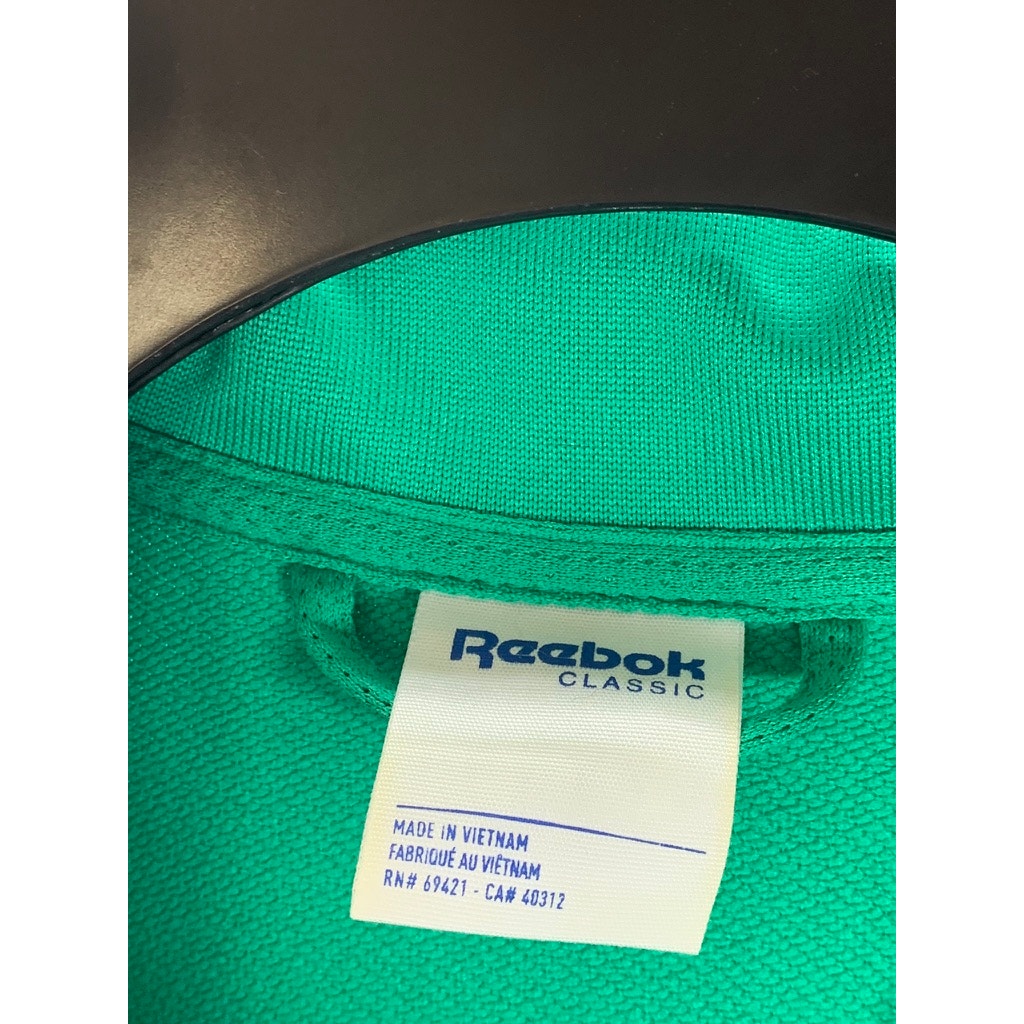 Reebok
CLASSIC
MADE IN VIETNAM
FABRIQUÉ AU VIÊTNAM
RN# 69421 - CA# 40312